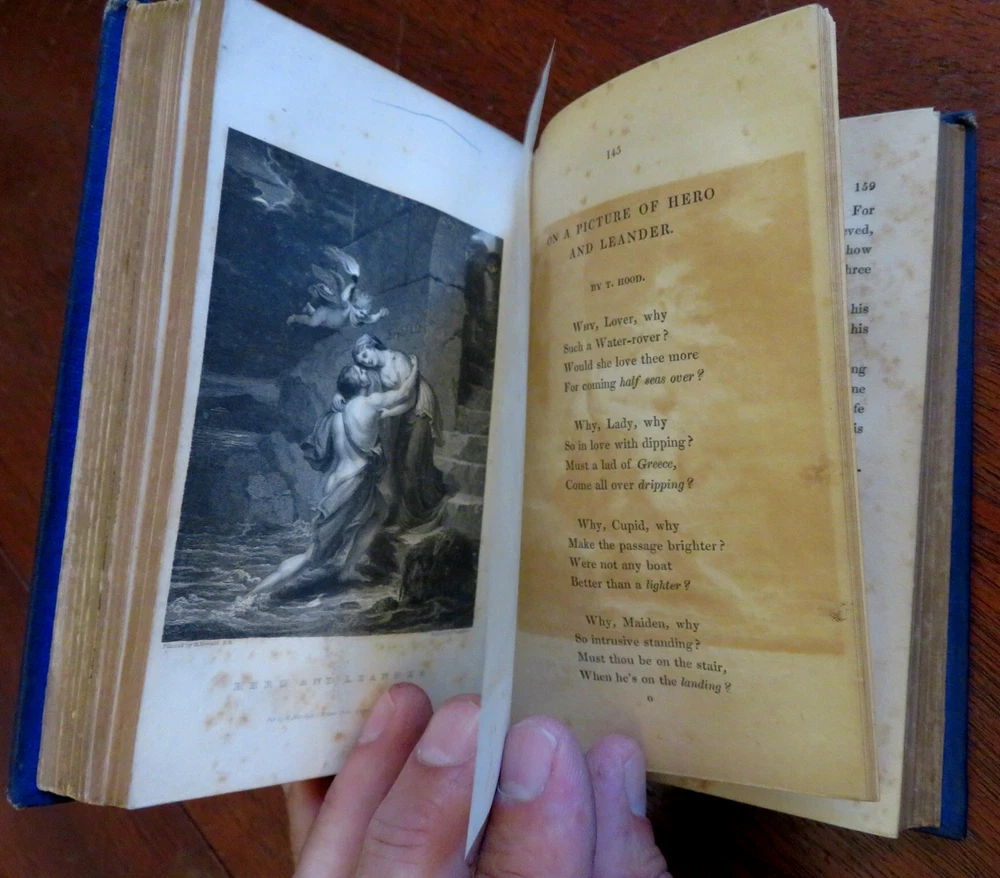 HERO AND LEANDER
145
ON A PICTURE OF HERO
AND LEANDER.
BY T. HOOD.
Why, Lover, why
Such a Water-rover?
Would she love thee more
For coming half seas over?
Why, Lady, why
So in love with dipping?
Must a lad of Greece,
Come all over dripping?
Why, Cupid, why
Make the passage brighter?
Were not any boat
Better than a lighter?
Why, Maiden, why
So intrusive standing?
Must thou be on the stair,
When he's on the landing?
O
159
For
how
his
his